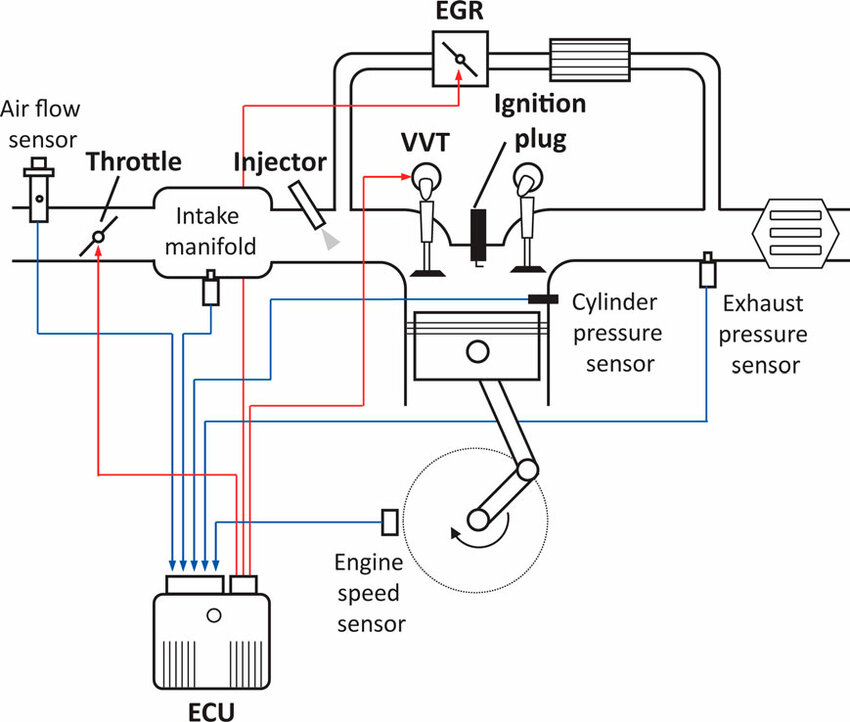 EGR
Air flow
sensor
Throttle
Injector
VVT
Ignition
plug
Intake
manifold
Cylinder
pressure
sensor
Exhaust
pressure
sensor
Engine
speed
sensor
ECU